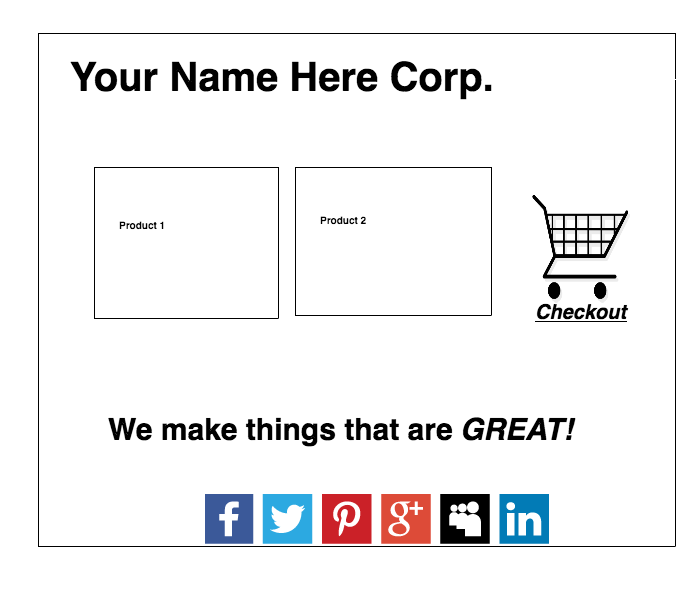 Your Name Here Corp.
Product 1
Product 2
Checkout
We make things that are GREAT!
f
g+
in